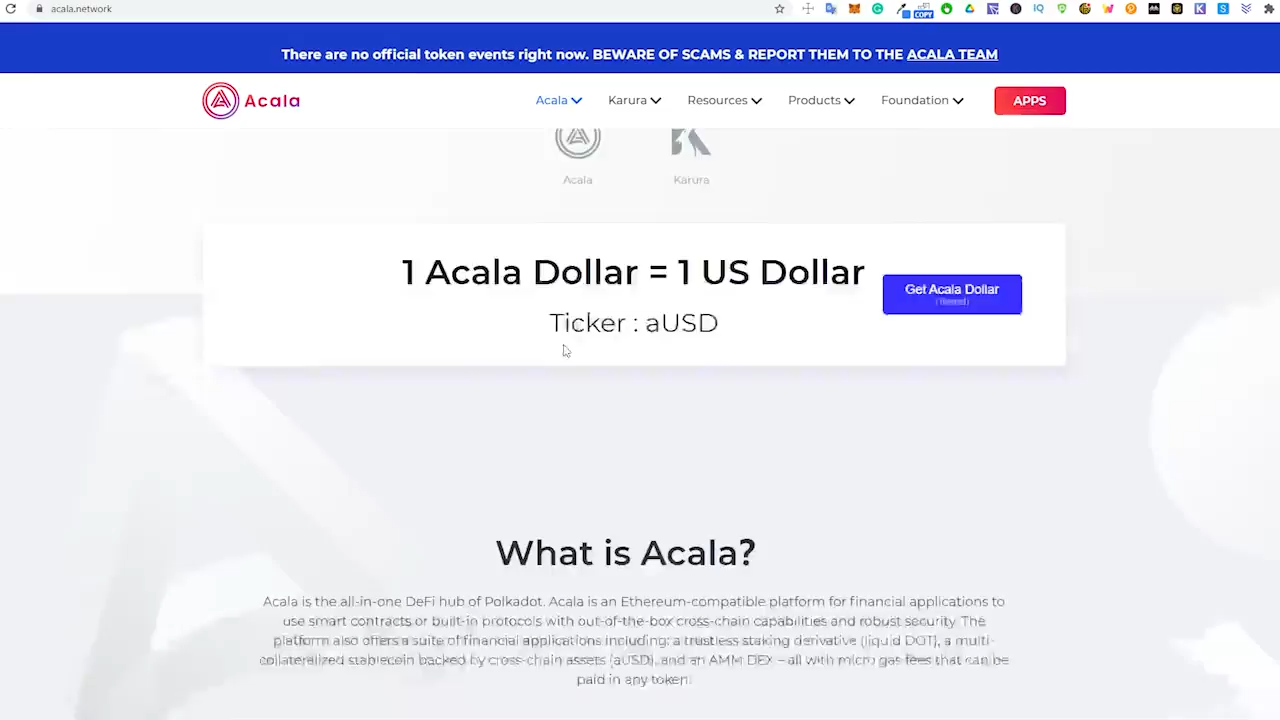 acala.network
COPY
There are no official token events right now. BEWARE OF SCAMS & REPORT THEM TO THE ACALA TEAM
Acala
Acala Karura Resources Products Foundation APPS
Acala Karura
1 Acala Dollar = 1 US Dollar
Get Acala Dollar
Ticker : aUSD
What is Acala?
Acala is the all-in-one DeFi hub of Polkadot. Acala is an Ethereum-compatible platform for financial applications to
use smart contracts or built-in protocols with out-of-the-box cross-chain capabilities and robust security. The
platform also offers a suite of financial applications including: a trustless staking derivative (liquid DOT), a multi-
collateralized stablecoin backed by cross-chain assets (aUSD), and an AMM DEX – all with micro gas fees that can be
paid in any token.